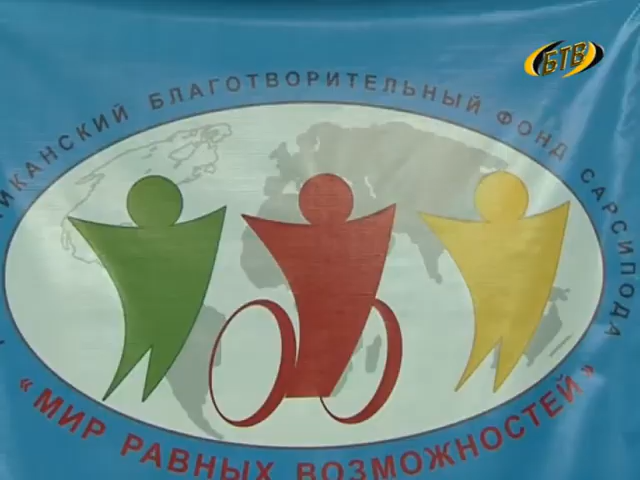 БТВ
ИКАНСКИЙ БЛАГОТВОРИТЕЛЬНЫЙ ФОНД САРСИПОДА
«МИР РАВНЫХ ВОЗМОЖНОСТЕЙ»